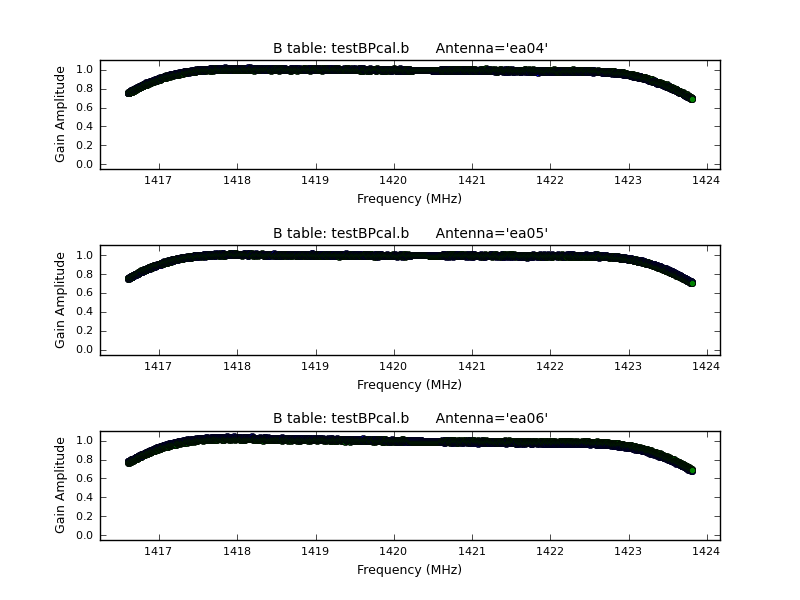 B table: testBPcal.b      Antenna='ea04'
Gain Amplitude
1.0
0.8
0.6
0.4
0.2
0.0
1417 1418 1419 1420 1421 1422 1423 1424
Frequency (MHz)
B table: testBPcal.b      Antenna='ea05'
Gain Amplitude
1.0
0.8
0.6
0.4
0.2
0.0
1417 1418 1419 1420 1421 1422 1423 1424
Frequency (MHz)
B table: testBPcal.b      Antenna='ea06'
Gain Amplitude
1.0
0.8
0.6
0.4
0.2
0.0
1417 1418 1419 1420 1421 1422 1423 1424
Frequency (MHz)